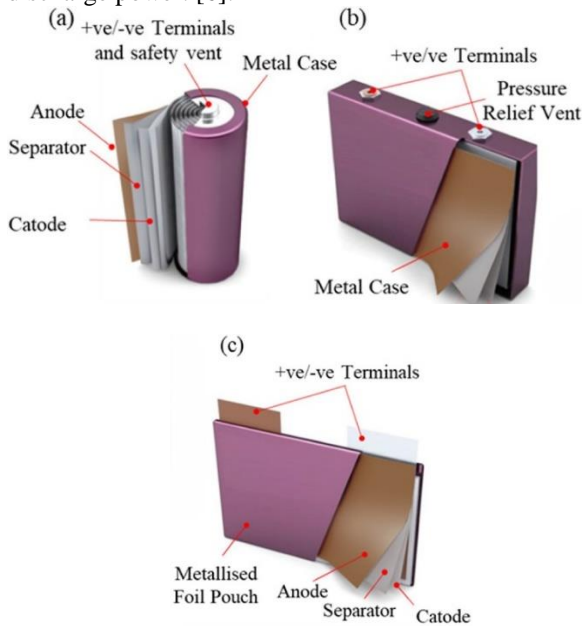 (a)
+ve/-ve Terminals
and safety vent
Metal Case
Anode
Separator
Catode
(b)
+ve/ve Terminals
Pressure
Relief Vent
Metal Case
(c)
+ve/-ve Terminals
Metallised
Foil Pouch
Anode
Separator
Catode